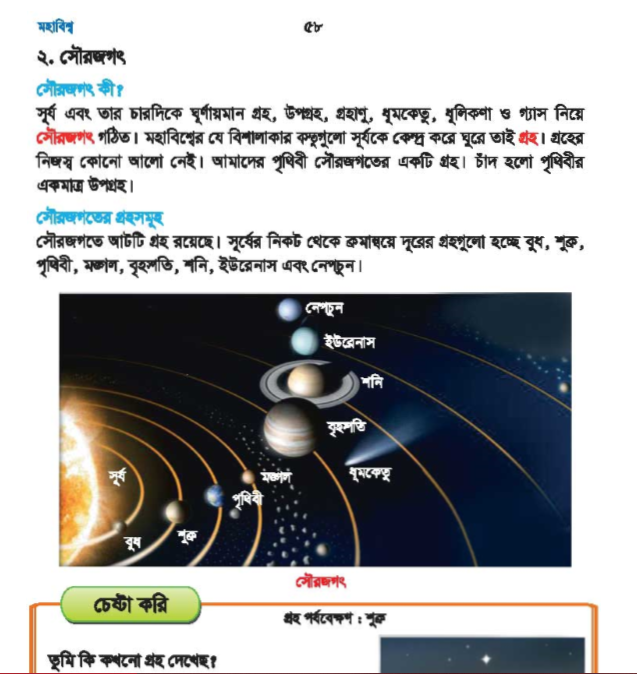 মহাবিশ্ব ৫৮
২. সৌরজগৎ
সৌরজগৎ কী?
সূর্য এবং তার চারদিকে ঘূর্ণায়মান গ্রহ, উপগ্রহ, গ্রহাণু, ধূমকেতু, ধূলিকণা ও গ্যাস নিয়ে
সৌরজগৎ গঠিত। মহাবিশ্বের যে বিশালাকার বস্তুগুলো সূর্যকে কেন্দ্র করে ঘুরে তাই গ্রহ। গ্রহের
নিজস্ব কোনো আলো নেই। আমাদের পৃথিবী সৌরজগতের একটি গ্রহ। চাঁদ হলো পৃথিবীর
একমাত্র উপগ্রহ।
সৌরজগতের গ্রহসমূহ
সৌরজগতে আটটি গ্রহ রয়েছে। সূর্যের নিকট থেকে ক্রমান্বয়ে দূরের গ্রহগুলো হচ্ছে বুধ, শুক্র,
পৃথিবী, মঙ্গল, বৃহস্পতি, শনি, ইউরেনাস এবং নেপচুন।
নেপচুন
ইউরেনাস
শনি
বৃহস্পতি
ধূমকেতু
মঙ্গল
সূর্য
পৃথিবী
শুক্র
বুধ
সৌরজগৎ
চেষ্টা করি
গ্রহ পর্যবেক্ষণ : শুক্র
তুমি কি কখনো গ্রহ দেখেছ?